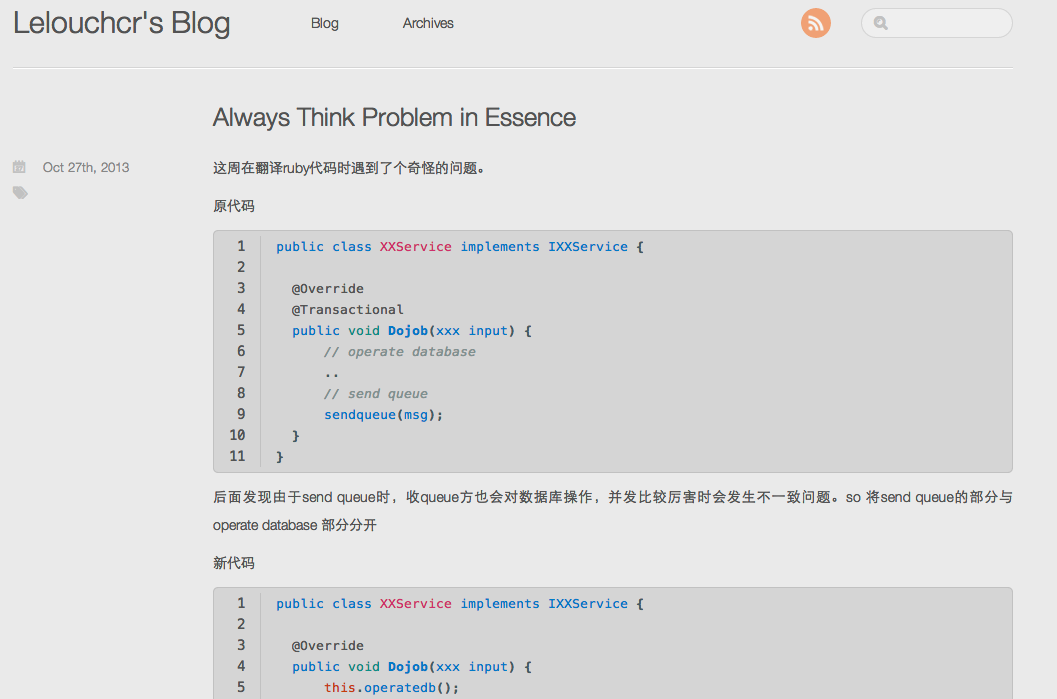 Lelouchcr's Blog
Blog
Archives
Always Think Problem in Essence
Oct 27th, 2013
这周在翻译ruby代码时遇到了个奇怪的问题。
原代码
1 public class XXService implements IXXService {
2
3   @Override
4   @Transactional
5   public void Dojob(xxx input) {
6       // operate database
7       ..
8       // send queue
9       sendqueue(msg);
10   }
11 }
后面发现由于send queue时，收queue方也会对数据库操作，并发比较厉害时会发生不一致问题。so 将send queue的部分与
operate database 部分分开
新代码
1 public class XXService implements IXXService {
2
3   @Override
4   public void Dojob(xxx input) {
5       this.operatedb();